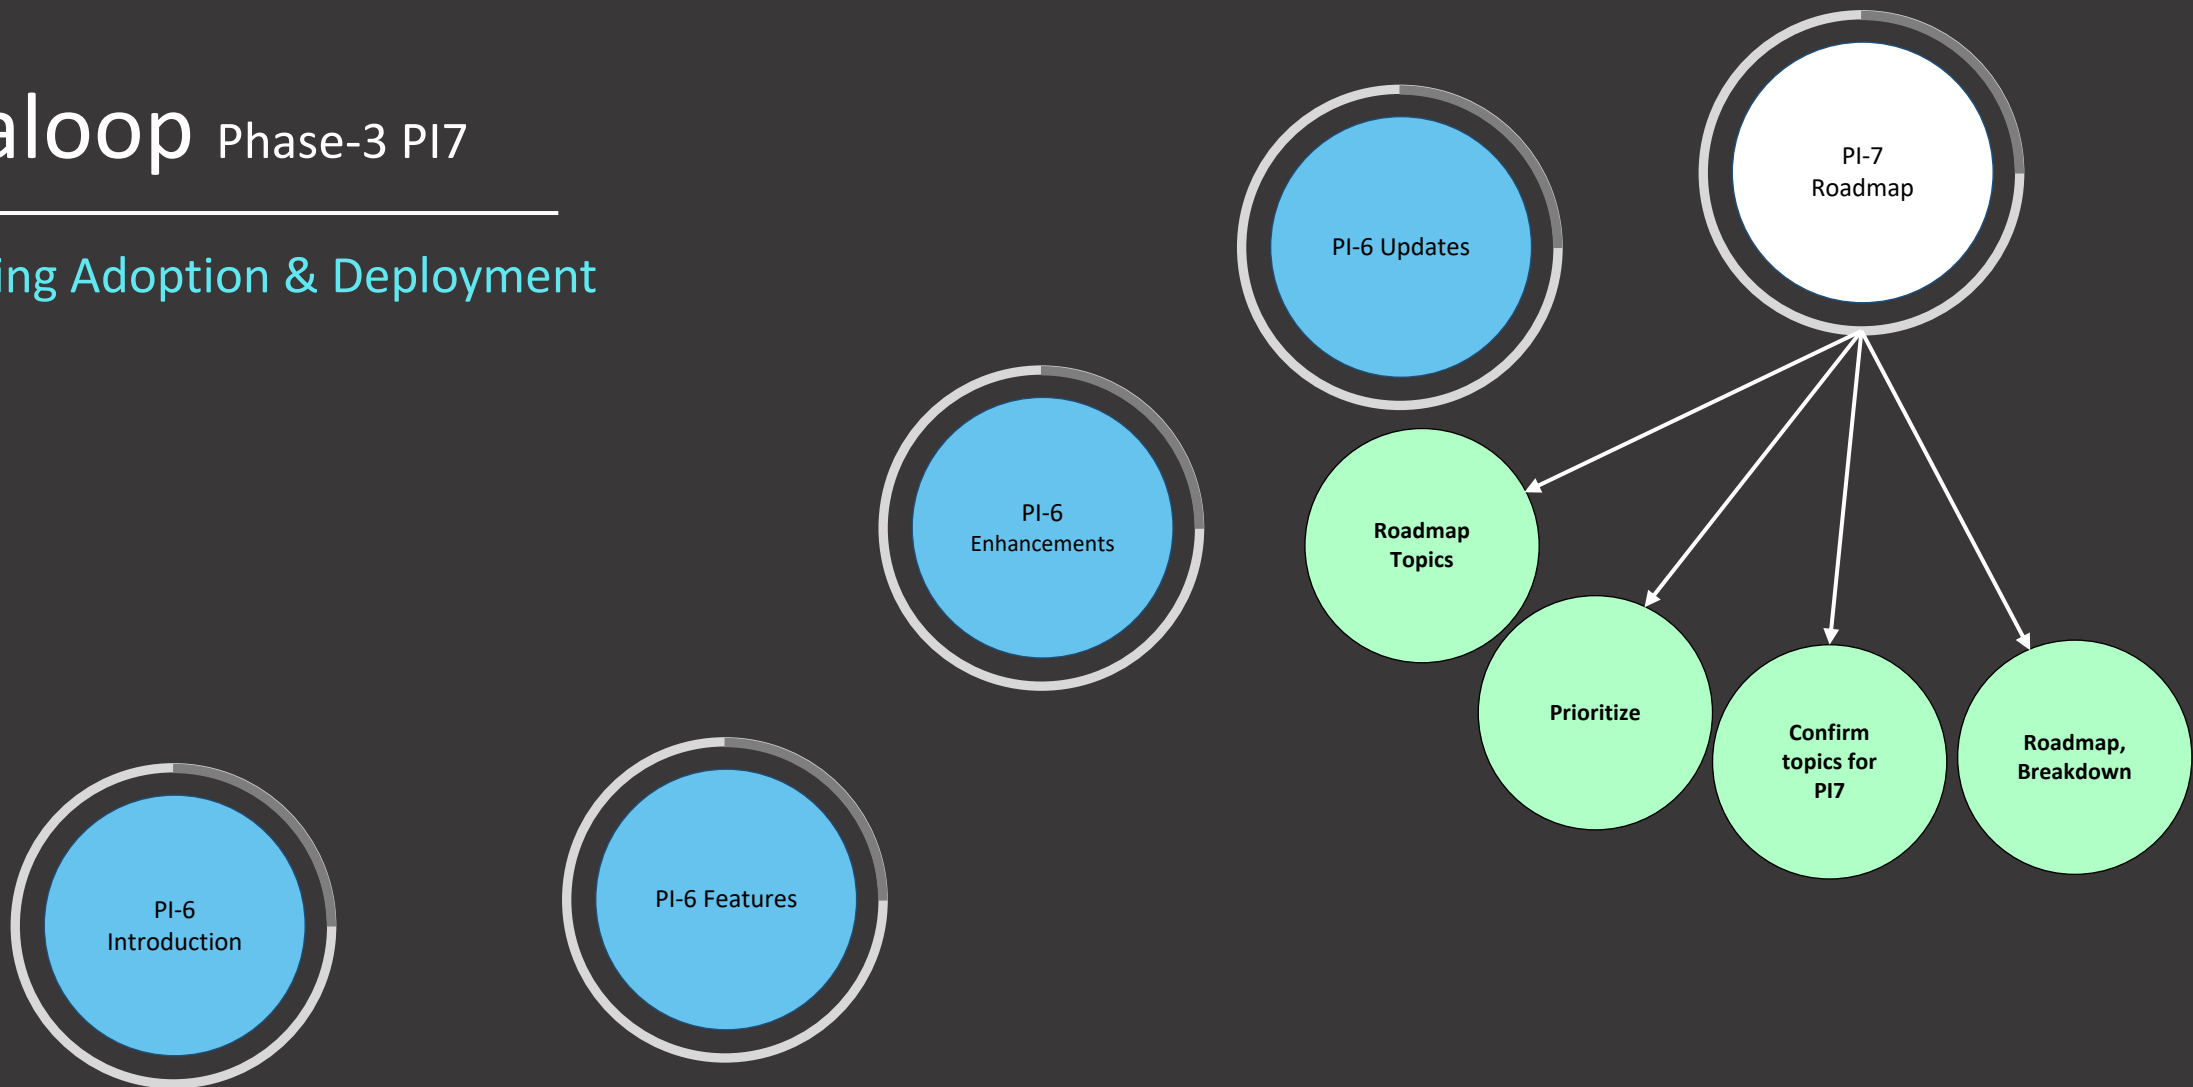 aloop Phase-3 PI7
ing Adoption & Deployment
PI-7
Roadmap
PI-6 Updates
PI-6
Enhancements
Roadmap
Topics
Prioritize
Confirm
topics for
PI7
Roadmap,
Breakdown
PI-6 Features
PI-6
Introduction